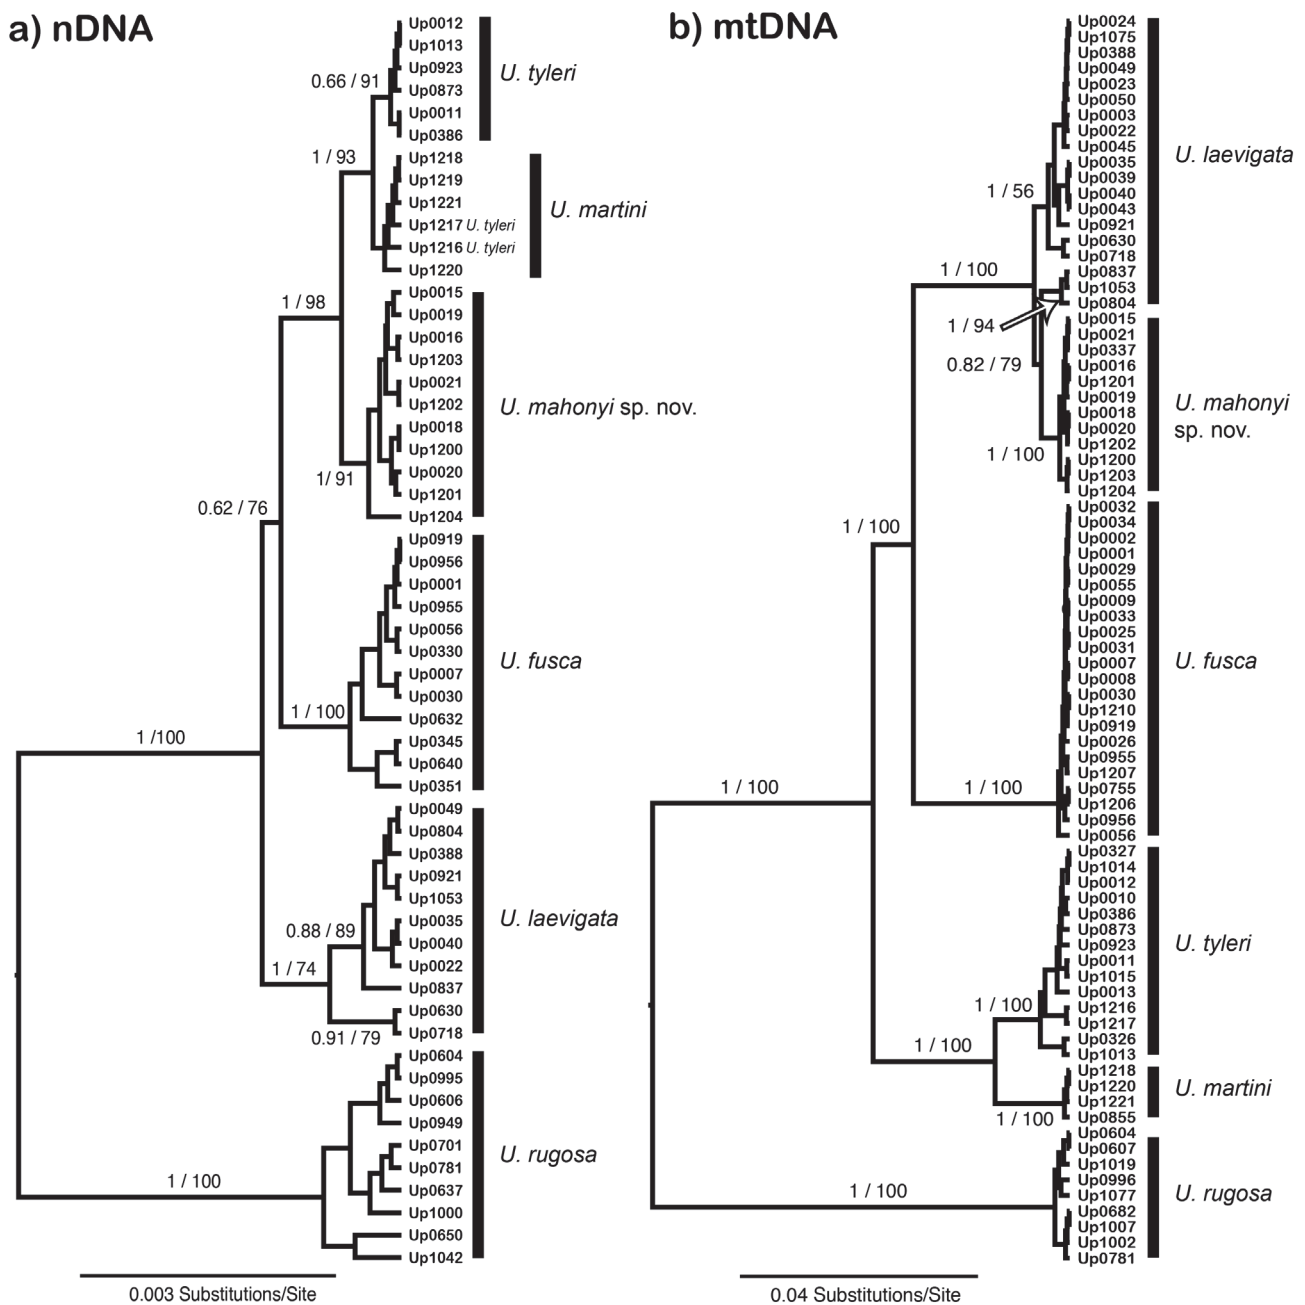 a) nDNA
Up0012
Up1013
Up0923
0.66 / 91
Up0873
Up0011
Up0386
U. tyleri
1 / 93
Up1218
Up1219
Up1221
Up1217 U. tyleri
Up1216 U. tyleri
Up1220
U. martini
1 / 98
Up0015
Up0019
Up0016
Up1203
Up0021
Up1202
Up0018
Up1200
Up0020
Up1201
Up1204
U. mahonyi sp. nov.
1/ 91
0.62 / 76
Up0919
Up0956
Up0001
Up0955
Up0056
Up0330
Up0007
Up0030
Up0632
Up0345
Up0640
Up0351
U. fusca
1 / 100
1 /100
Up0049
Up0804
Up0388
Up0921
Up1053
Up0035
Up0040
Up0022
Up0837
Up0630
Up0718
U. laevigata
0.88 / 89
1 / 74
0.91 / 79
Up0604
Up0995
Up0606
Up0949
Up0701
Up0781
Up0637
Up1000
Up0650
Up1042
U. rugosa
1 / 100
0.003 Substitutions/Site
b) mtDNA
Up0024
Up1075
Up0388
Up0049
Up0023
Up0050
Up0003
Up0022
Up0045
Up0035
Up0039
Up0040
Up0043
Up0921
Up0630
Up0718
Up0837
Up1053
Up0804
U. laevigata
1 / 56
1 / 100
1 / 94
0.82 / 79
Up0015
Up0021
Up0337
Up0016
Up1201
Up0019
Up0018
Up0020
Up1202
Up1200
Up1203
Up1204
U. mahonyi
sp. nov.
1 / 100
1 / 100
Up0032
Up0034
Up0002
Up0001
Up0029
Up0055
Up0009
Up0033
Up0025
Up0031
Up0007
Up0008
Up0030
Up1210
Up0919
Up0026
Up0955
Up1207
Up0755
Up1206
Up0956
Up0056
U. fusca
1 / 100
1 / 100
Up0327
Up1014
Up0012
Up0010
Up0386
Up0873
Up0923
Up0011
Up1015
Up0013
Up1216
Up1217
Up0326
Up1013
U. tyleri
1 / 100
1 / 100
Up1218
Up1220
Up1221
Up0855
U. martini
1 / 100
Up0604
Up0607
Up1019
Up0996
Up1077
Up0682
Up1007
Up1002
Up0781
U. rugosa
1 / 100
0.04 Substitutions/Site